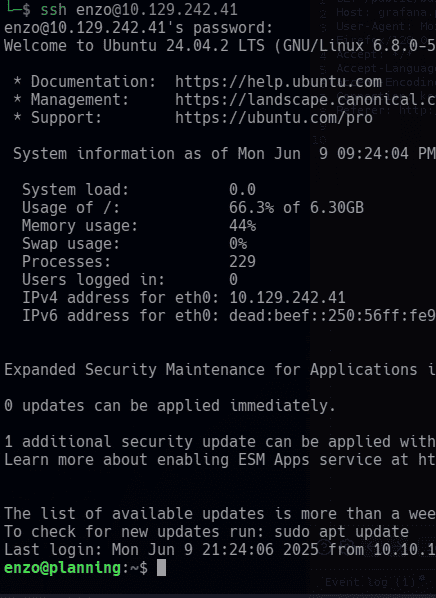 └─$ ssh enzo@10.129.242.41
enzo@10.129.242.41's password:
Welcome to Ubuntu 24.04.2 LTS (GNU/Linux 6.8.0-5
* Documentation: https://help.ubuntu.com
* Management: https://landscape.canonical.c
* Support: https://ubuntu.com/pro
System information as of Mon Jun 9 09:24:04 PM
System load: 0.0
Usage of /: 66.3% of 6.30GB
Memory usage: 44%
Swap usage: 0%
Processes: 229
Users logged in: 0
IPv4 address for eth0: 10.129.242.41
IPv6 address for eth0: dead:beef::250:56ff:fe9
Expanded Security Maintenance for Applications i
0 updates can be applied immediately.
1 additional security update can be applied with
Learn more about enabling ESM Apps service at ht
The list of available updates is more than a wee
To check for new updates run: sudo apt update
Last login: Mon Jun 9 21:24:06 2025 from 10.10.1
enzo@planning:~$
Event log (1)